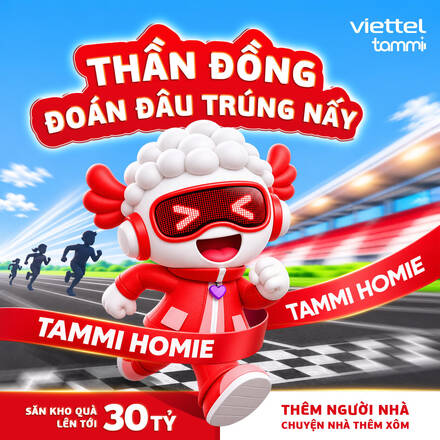 viettel
tammi
THẦN ĐỒNG
ĐOÁN ĐÂU TRÚNG NẤY
TAMMI HOMIE
TAMMI HOMIE
SĂN KHO QUÀ
LÊN TỚI 30 TỶ
THÊM NGƯỜI NHÀ
CHUYỆN NHÀ THÊM XÔM